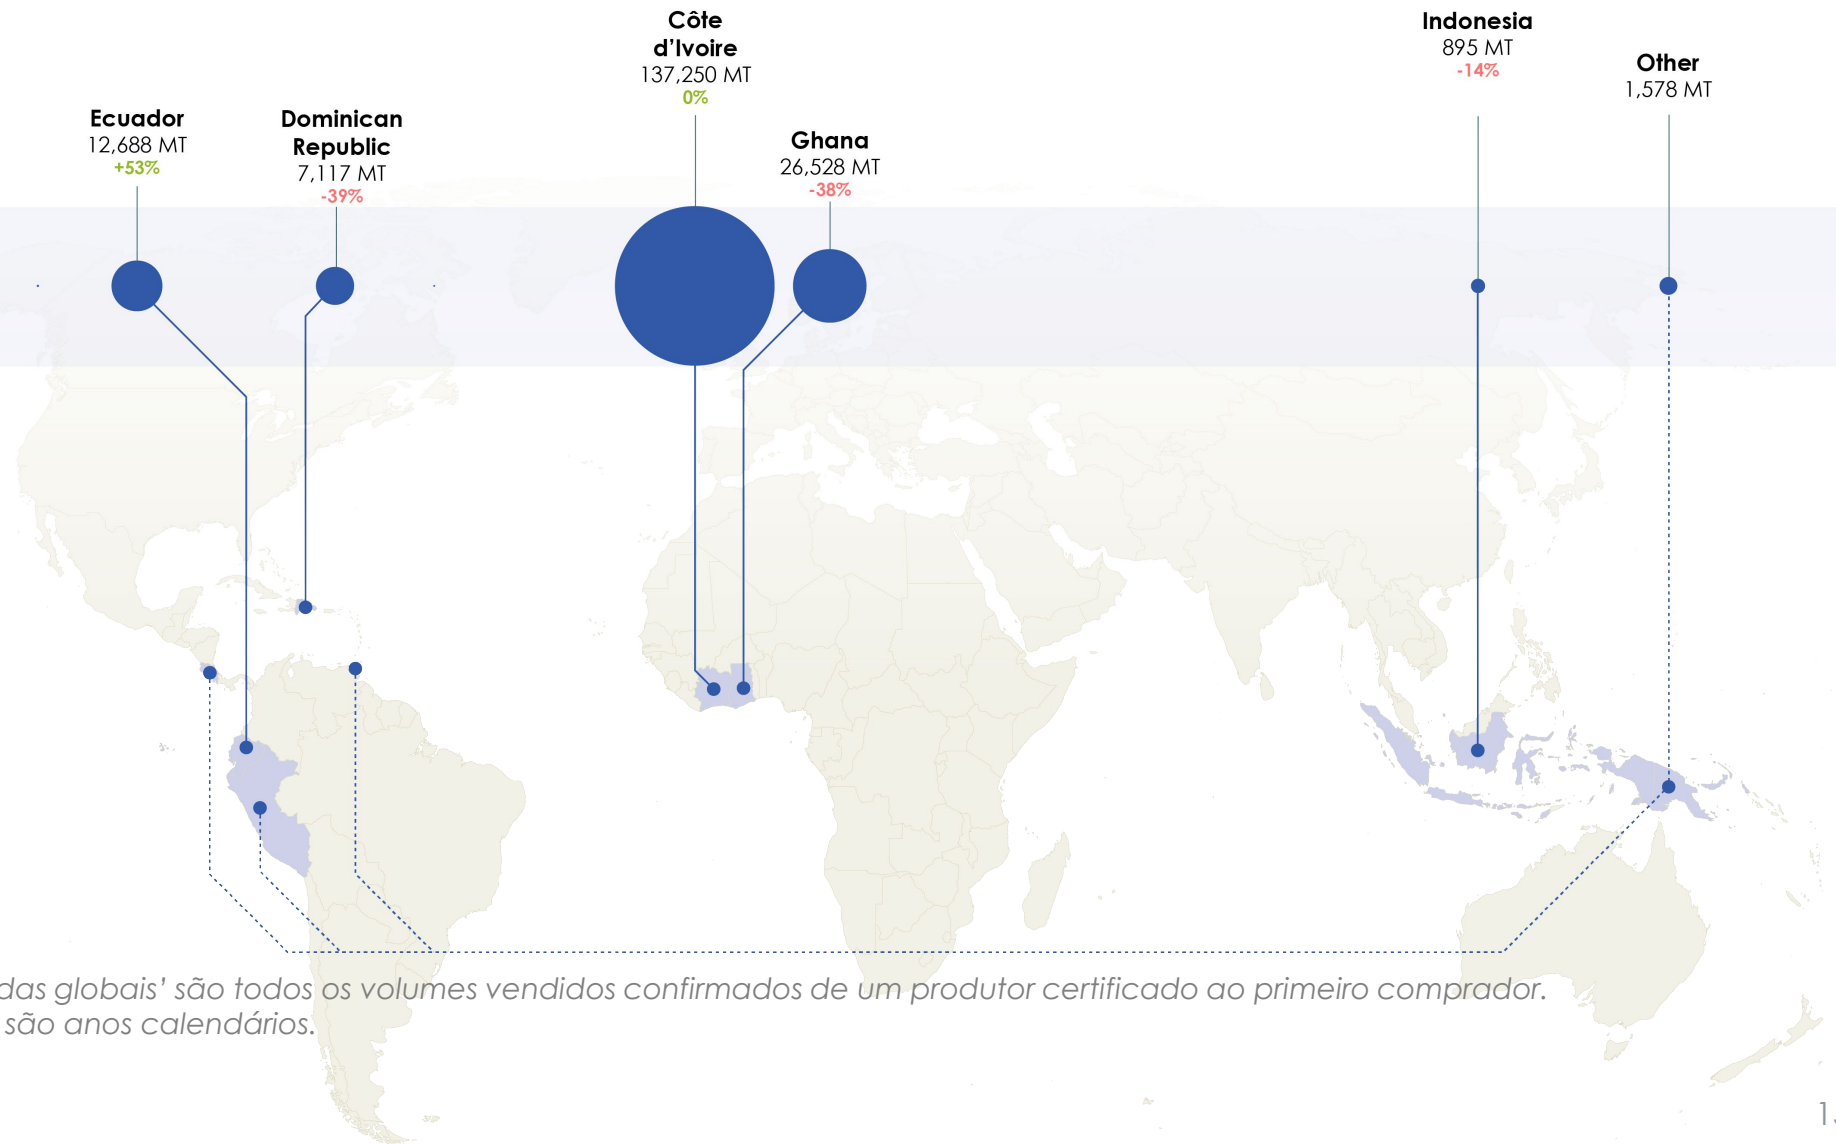 Côte
d’Ivoire
137,250 MT
0%
Indonesia
895 MT
-14%
Other
1,578 MT
Ecuador
12,688 MT
+53%
Dominican
Republic
7,117 MT
-39%
Ghana
26,528 MT
-38%
das globais’ são todos os volumes vendidos confirmados de um produtor certificado ao primeiro comprador.
são anos calendários.